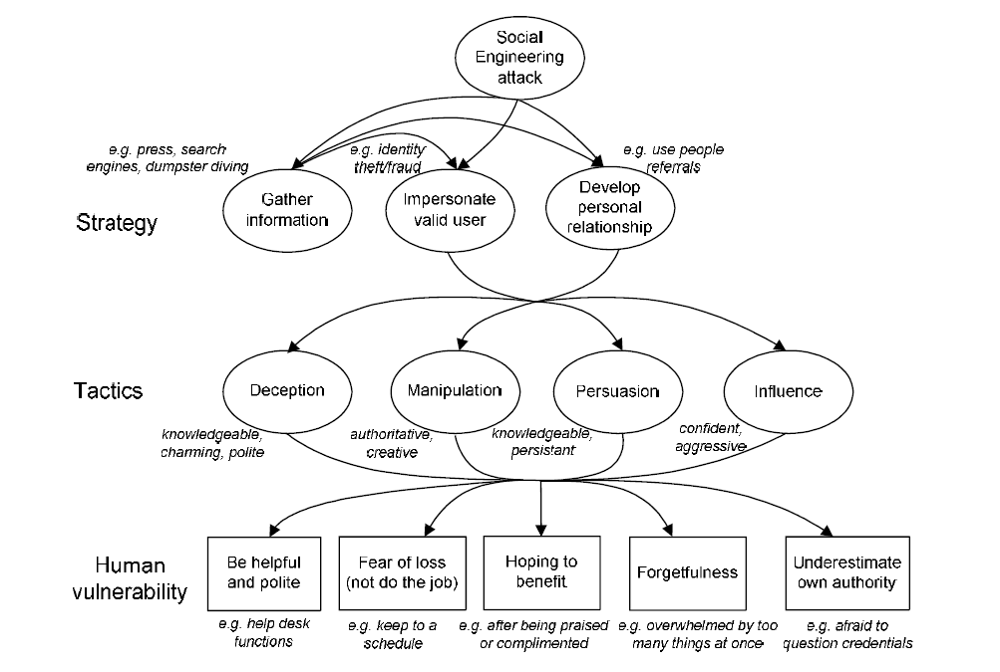 Social
Engineering
attack
e.g. press, search
engines, dumpster diving
e.g. identity
theft/fraud
e.g. use people
referrals
Strategy
Gather
information
Impersonate
valid user
Develop
personal
relationship
Tactics
Deception
Manipulation
Persuasion
Influence
knowledgeable,
charming, polite
authoritative,
creative
knowledgeable,
persistant
confident,
aggressive
Human
vulnerability
Be helpful
and polite
Fear of loss
(not do the job)
Hoping to
benefit
Forgetfulness
Underestimate
own authority
e.g. help desk
functions
e.g. keep to a
schedule
e.g. after being praised
or complimented
e.g. overwhelmed by too
many things at once
e.g. afraid to
question credentials